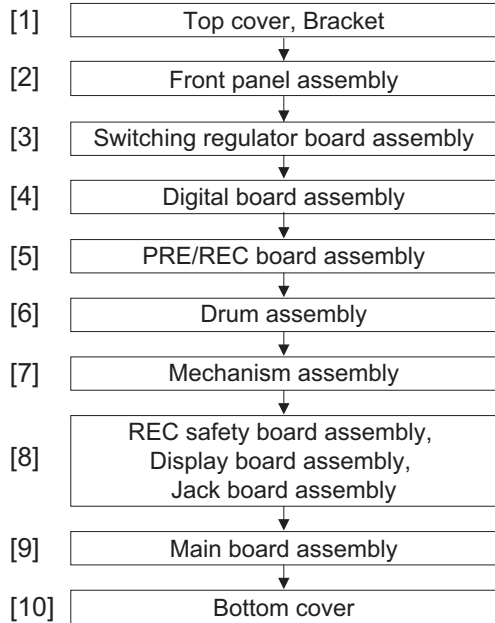 [1] Top cover, Bracket
[2] Front panel assembly
[3] Switching regulator board assembly
[4] Digital board assembly
[5] PRE/REC board assembly
[6] Drum assembly
[7] Mechanism assembly
REC safety board assembly,
[8] Display board assembly,
Jack board assembly
[9] Main board assembly
[10] Bottom cover